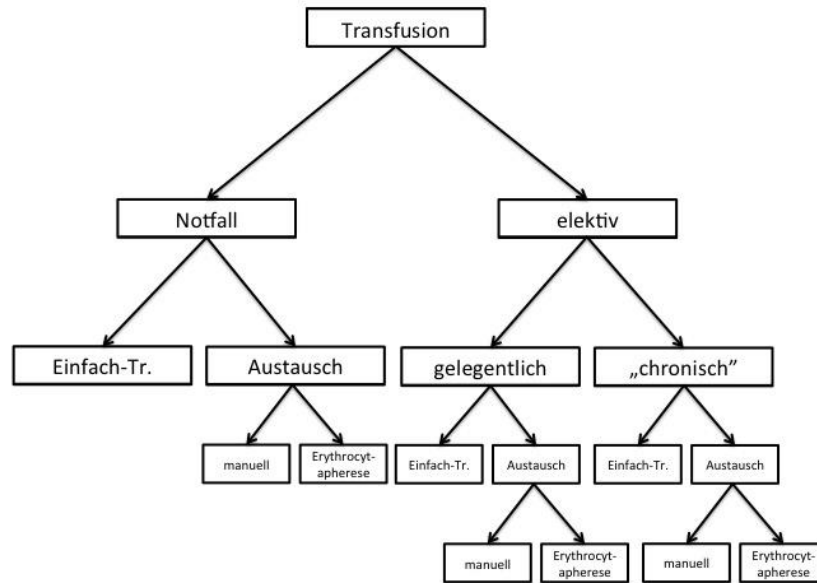 Transfusion
Notfall
elektiv
Einfach-Tr.
Austausch
gelegentlich
„chronisch”
manuell
Erythrocyt-
apherese
Einfach-Tr.
Austausch
Einfach-Tr.
Austausch
manuell
Erythrocyt-
apherese
manuell
Erythrocyt-
apherese